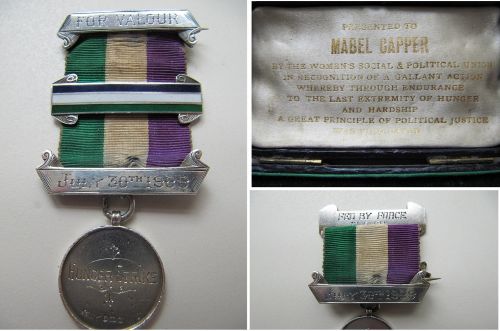 FOR VALOUR
JULY 30TH 1909
HUNGER STRIKE
PRESENTED TO
MABEL CAPPER
BY THE WOMEN'S SOCIAL & POLITICAL UNION
IN RECOGNITION OF A GALLANT ACTION
WHEREBY THROUGH ENDURANCE
TO THE LAST EXTREMITY OF HUNGER
AND HARDSHIP
A GREAT PRINCIPLE OF POLITICAL JUSTICE
FED BY FORCE